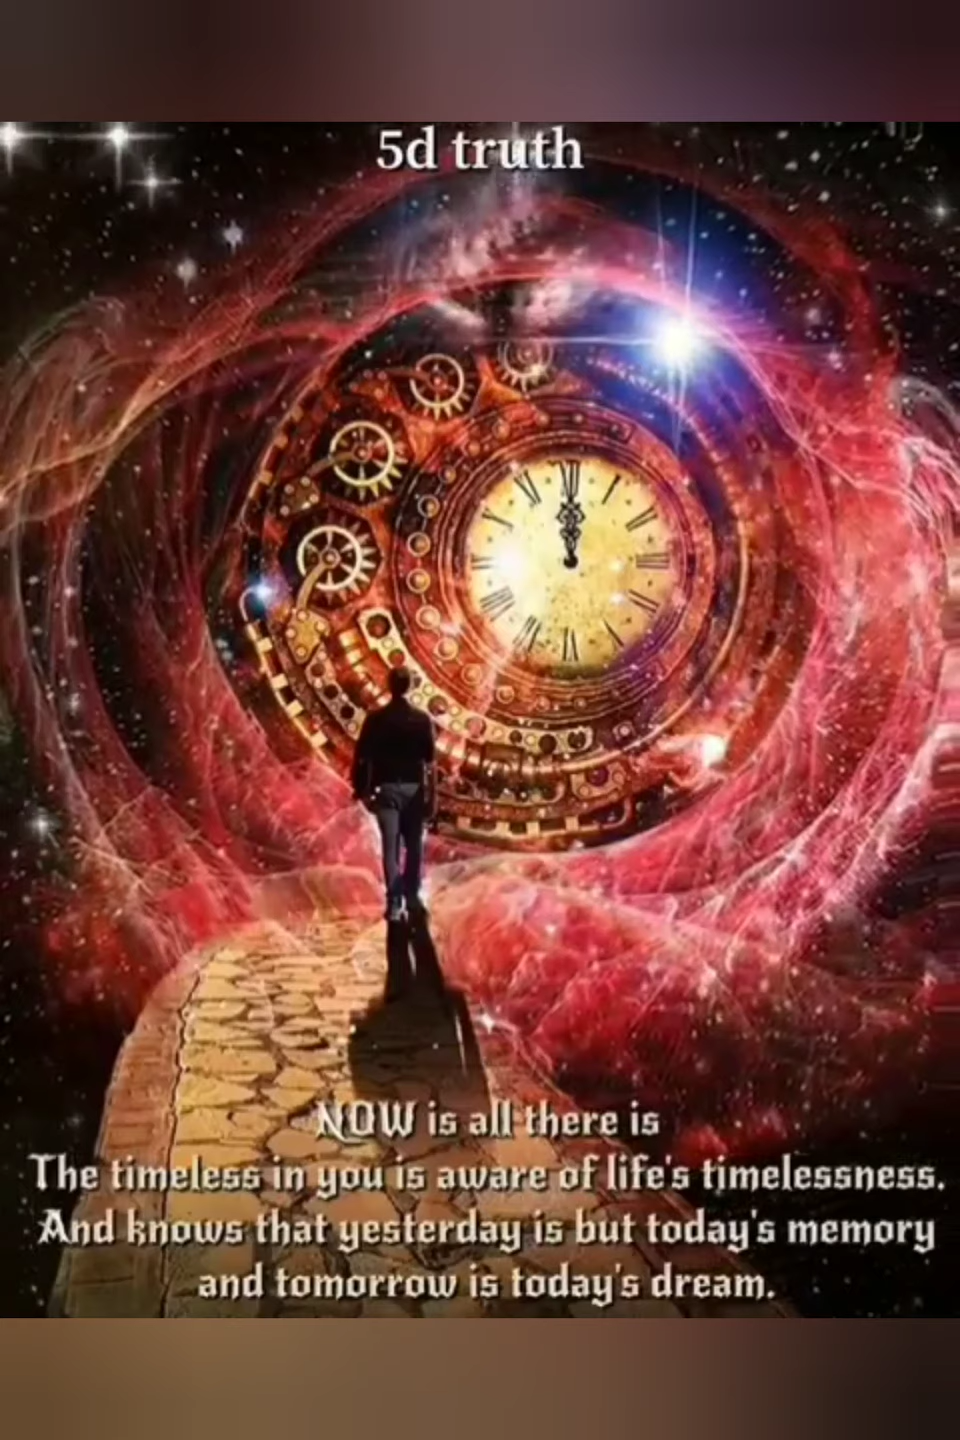 5d truth
NOW is all there is
The timeless in you is aware of life's timelessness.
And knows that yesterday is but today's memory
and tomorrow is today's dream.